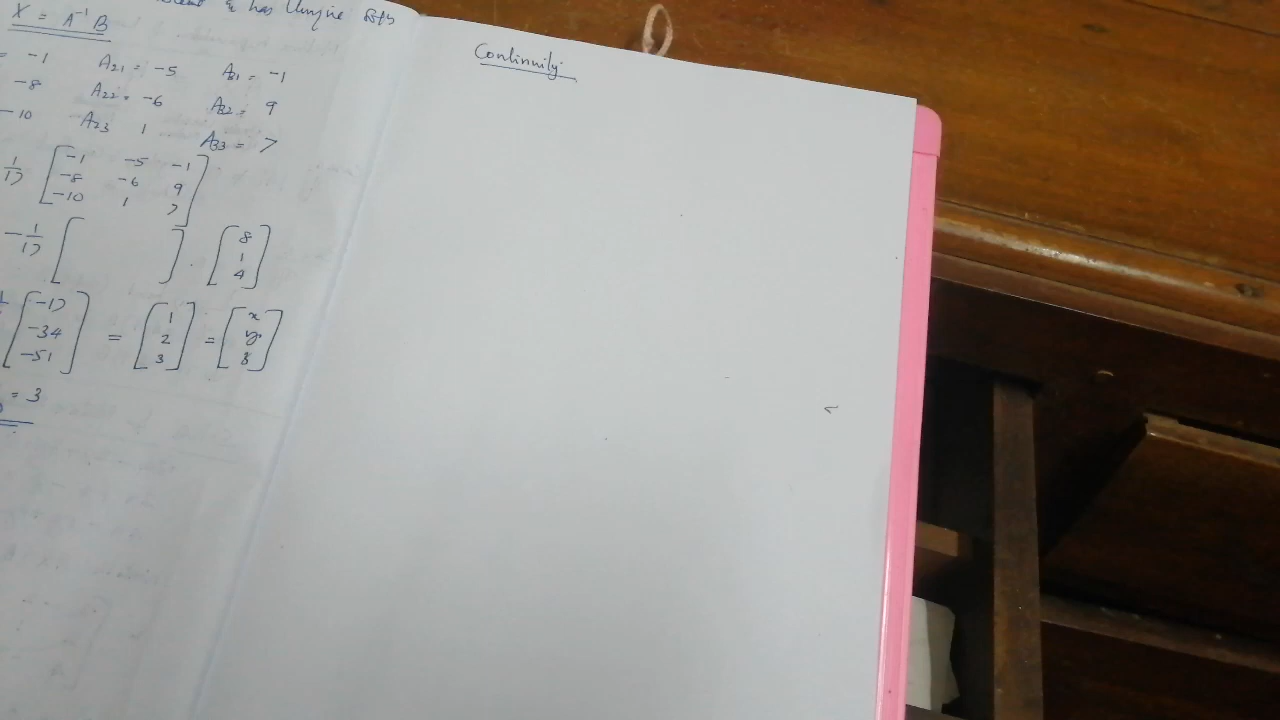 has Unique
X = A⁻¹ B
= -1 A21 = -5 A31 = -1
-8 A22 = -6 A32 = 9
-10 A23 1 A33 = 7
1/17 [ -1 -5 -1
-8 -6 9
-10 1 7 ]
-1/17 [ ] . [ 8
1
4 ]
[ -17
-34
-51 ] = [ 1
2
3 ] = [ x
y
z ]
= 3
Continuity